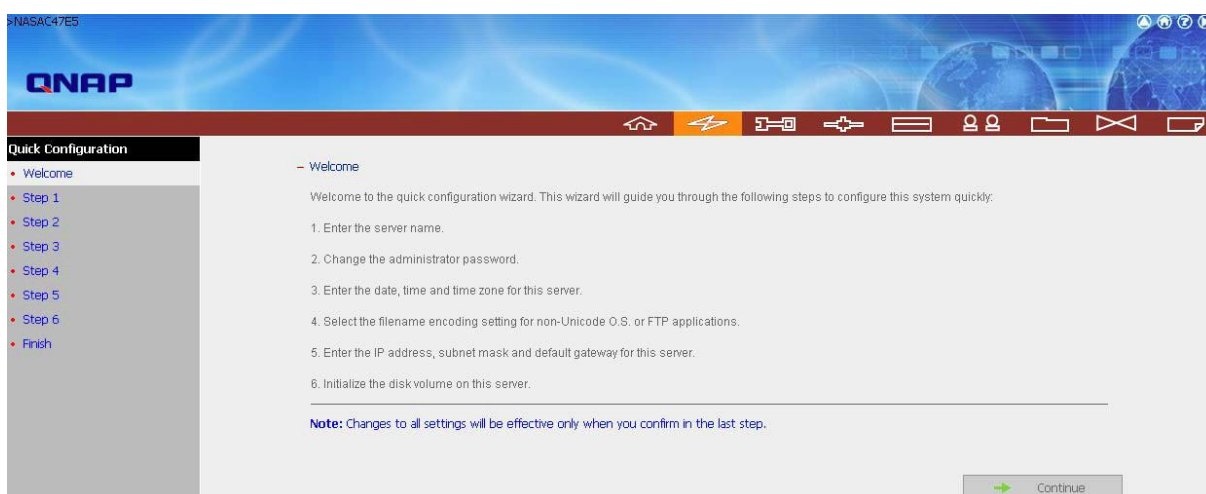 >NASAC47E5
QNAP
Quick Configuration
• Welcome
• Step 1
• Step 2
• Step 3
• Step 4
• Step 5
• Step 6
• Finish
– Welcome
Welcome to the quick configuration wizard. This wizard will guide you through the following steps to configure this system quickly:
1. Enter the server name.
2. Change the administrator password.
3. Enter the date, time and time zone for this server.
4. Select the filename encoding setting for non-Unicode O.S. or FTP applications.
5. Enter the IP address, subnet mask and default gateway for this server.
6. Initialize the disk volume on this server.
Note: Changes to all settings will be effective only when you confirm in the last step.
Continue